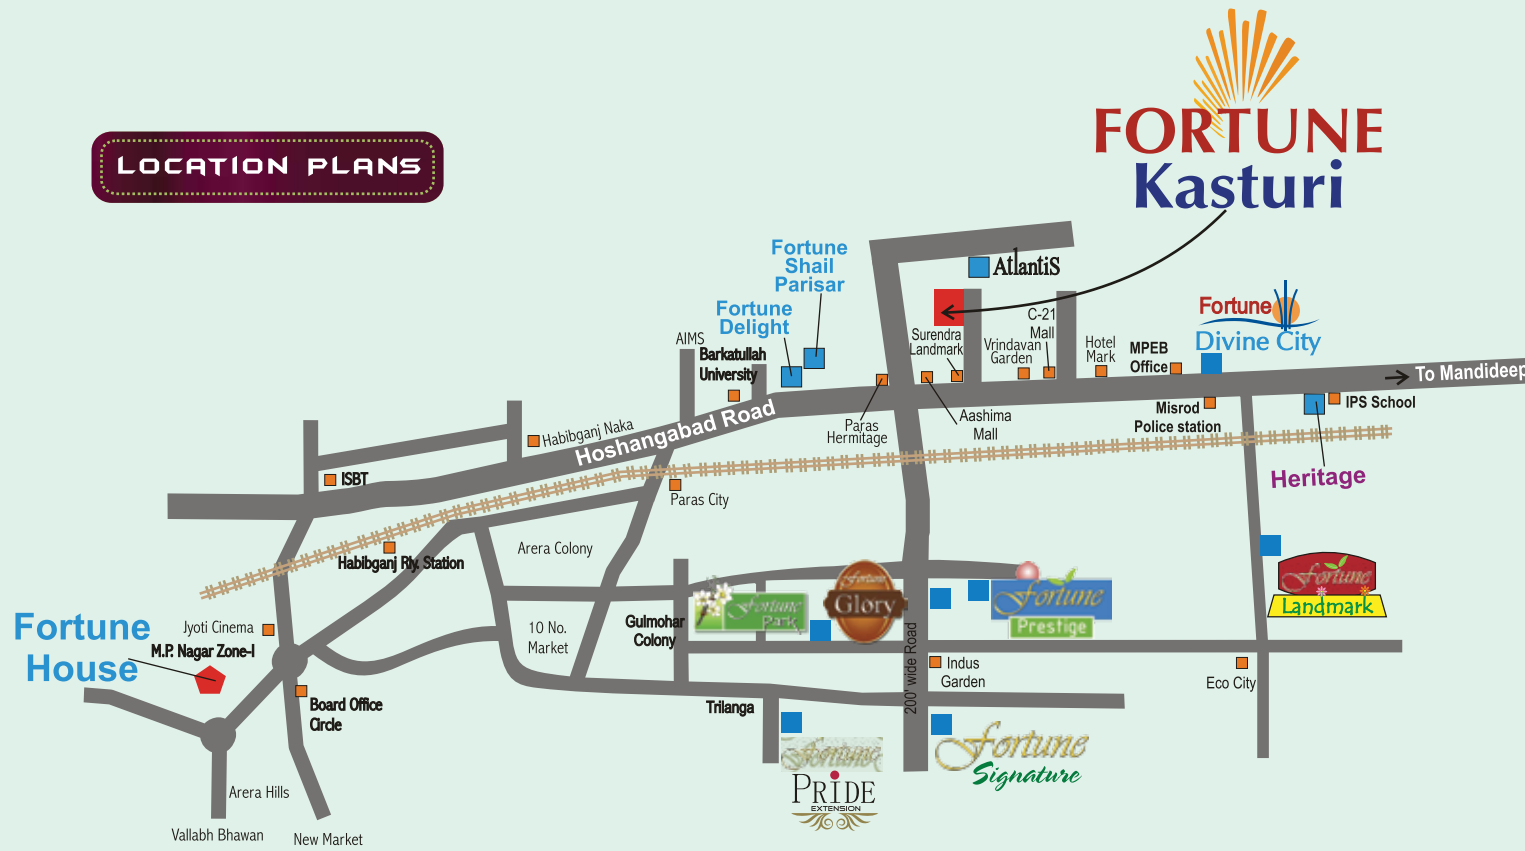 LOCATION PLANS
FORTUNE
Kasturi
Fortune
Shail
Parisar
AtlantiS
Fortune
Delight
Fortune
Divine City
AIMS
Barkatullah
University
Surendra
Landmark
C-21
Mall
Vrindavan
Garden
Hotel
Mark
MPEB
Office
To Mandideep
Habibganj Naka
Hoshangabad Road
Paras
Hermitage
Aashima
Mall
Misrod
Police station
IPS School
Heritage
ISBT
Paras City
Habibganj Rly. Station
Arera Colony
Fortune
Park
Fortune
Glory
Fortune
Prestige
Fortune
Landmark
Fortune
House
Jyoti Cinema
M.P. Nagar Zone-I
10 No.
Market
Gulmohar
Colony
200' wide Road
Indus
Garden
Eco City
Board Office
Circle
Trilanga
Fortune
PRIDE
EXTENSION
Fortune
Signature
Arera Hills
Vallabh Bhawan
New Market